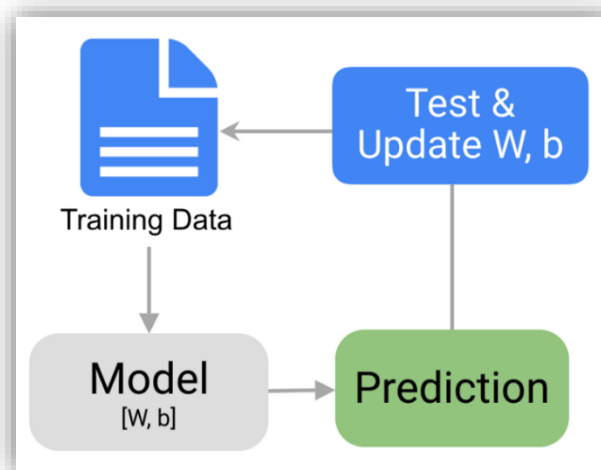 Test &
Update W, b
Training Data
Model
[W, b]
Prediction